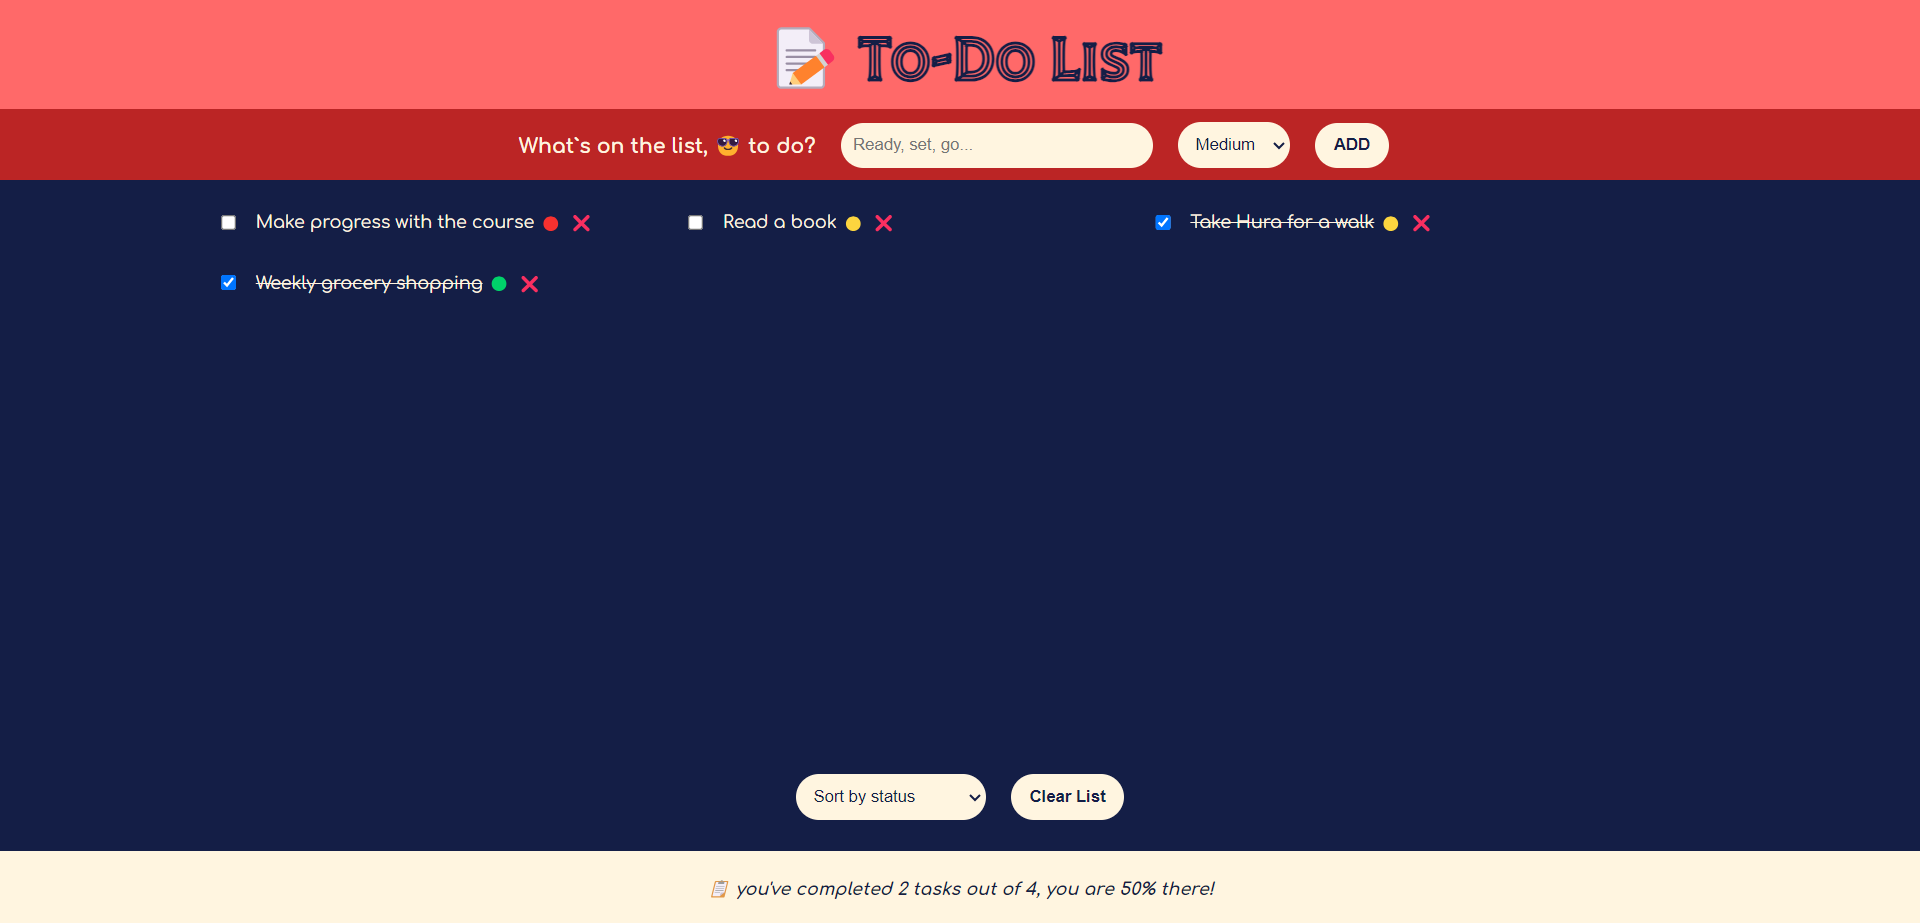 To-Do List
What`s on the list, 😎 to do? Ready, set, go... Medium ADD
Make progress with the course Read a book Take Hura for a walk
Weekly grocery shopping
Sort by status Clear List
you've completed 2 tasks out of 4, you are 50% there!